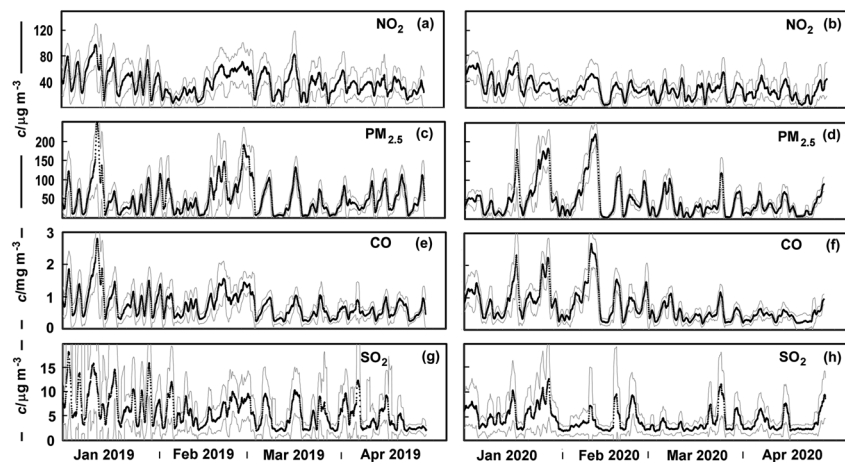 NO2 (a)
NO2 (b)
120
80
40
c/µg m-3
PM2.5 (c)
PM2.5 (d)
200
150
100
50
3
CO (e)
CO (f)
2
1
0
c/mg m-3
SO2 (g)
SO2 (h)
15
10
5
0
c/µg m-3
Jan 2019 Feb 2019 Mar 2019 Apr 2019
Jan 2020 Feb 2020 Mar 2020 Apr 2020